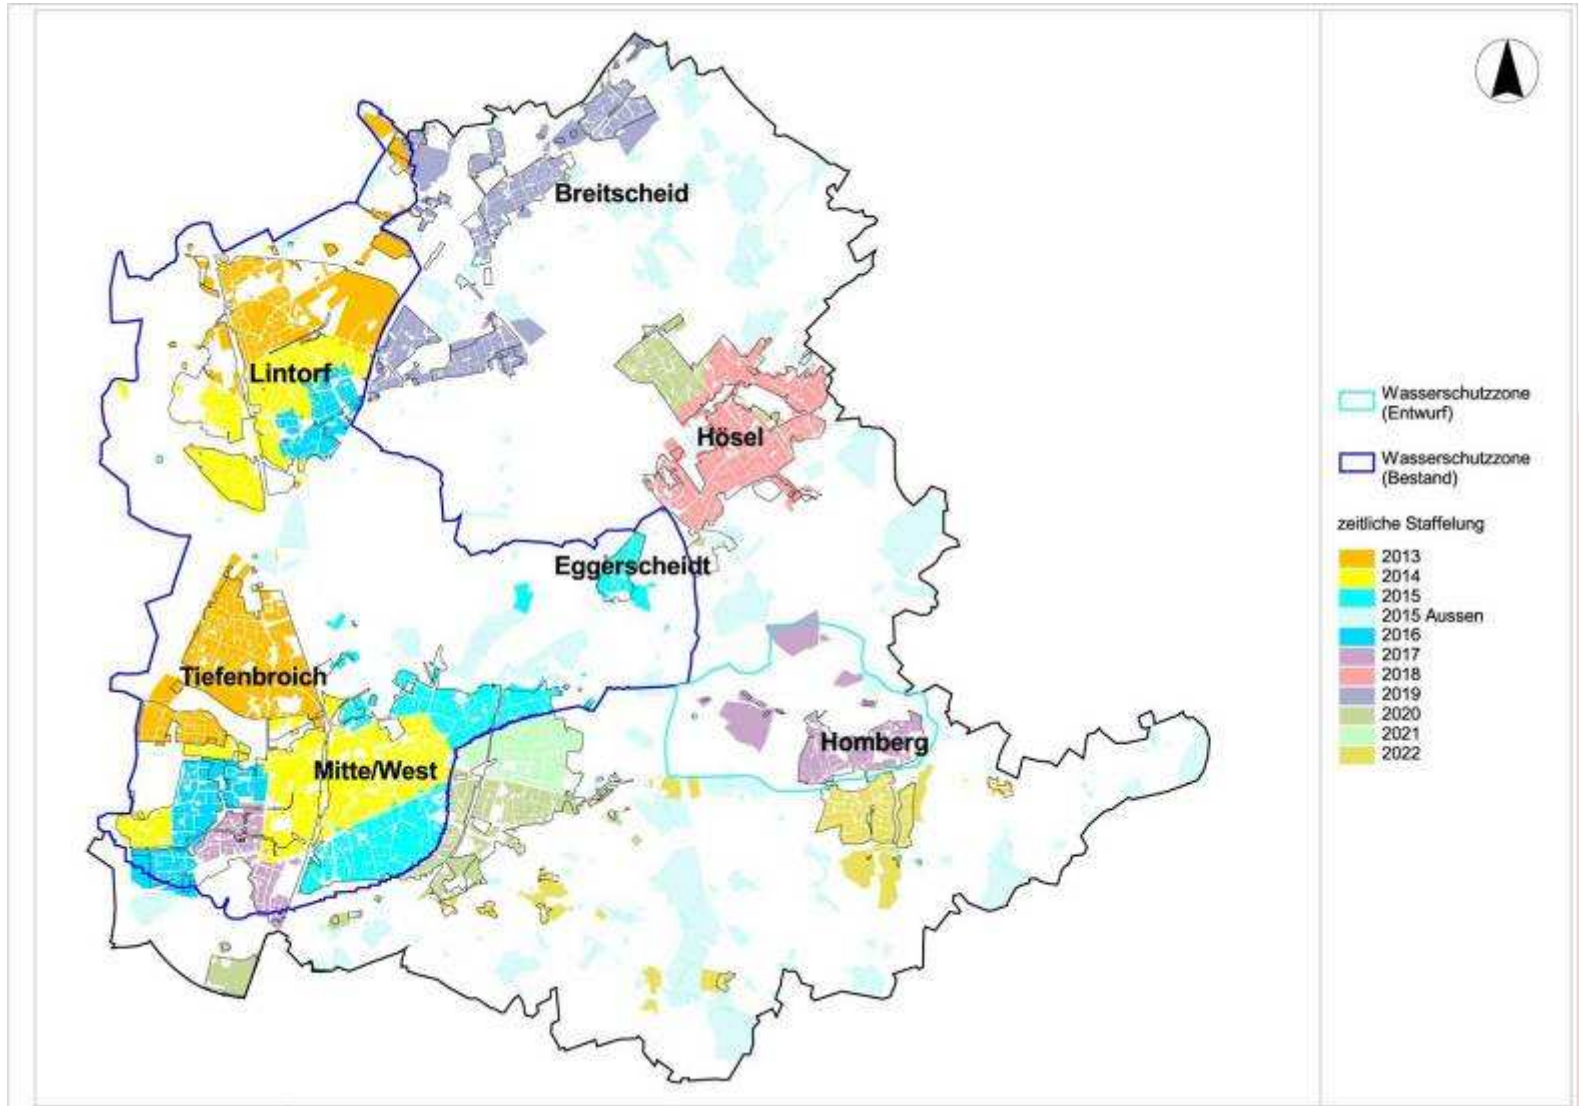 Breitscheid
Lintorf
Hösel
Eggerscheidt
Tiefenbroich
Homberg
Mitte/West
Wasserschutzzone
(Entwurf)
Wasserschutzzone
(Bestand)
zeitliche Staffelung
2013
2014
2015
2015 Aussen
2016
2017
2018
2019
2020
2021
2022